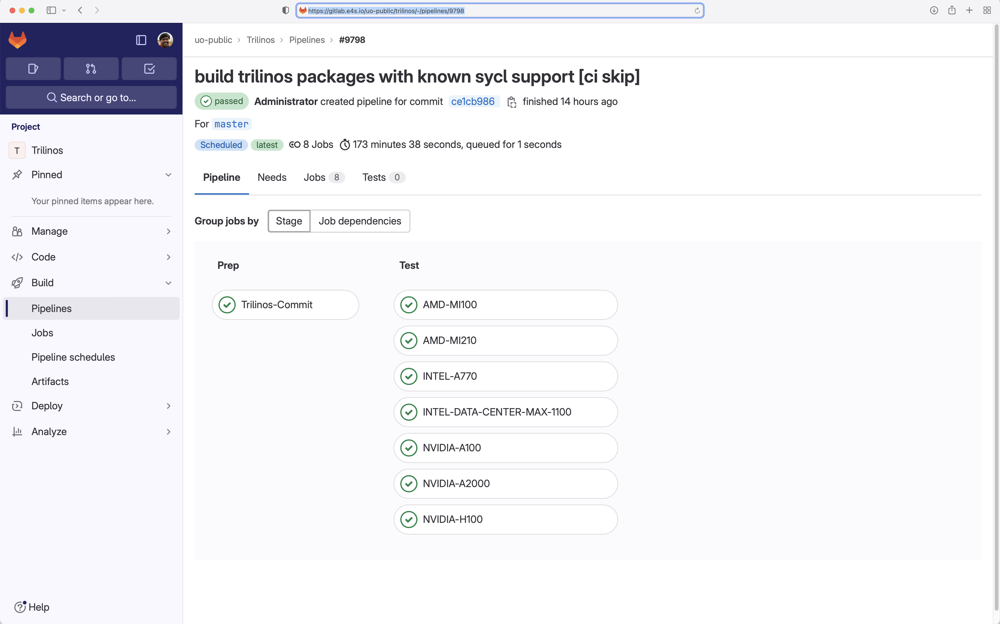 https://gitlab.e4s.io/uo-public/trilinos/-/pipelines/9798
Search or go to...
Project
T Trilinos
Pinned
Your pinned items appear here.
Manage
Code
Build
Pipelines
Jobs
Pipeline schedules
Artifacts
Deploy
Analyze
Help
uo-public > Trilinos > Pipelines > #9798
build trilinos packages with known sycl support [ci skip]
passed Administrator created pipeline for commit ce1cb986 finished 14 hours ago
For master
Scheduled latest 8 Jobs 173 minutes 38 seconds, queued for 1 seconds
Pipeline Needs Jobs 8 Tests 0
Group jobs by Stage Job dependencies
Prep
Trilinos-Commit
Test
AMD-MI100
AMD-MI210
INTEL-A770
INTEL-DATA-CENTER-MAX-1100
NVIDIA-A100
NVIDIA-A2000
NVIDIA-H100